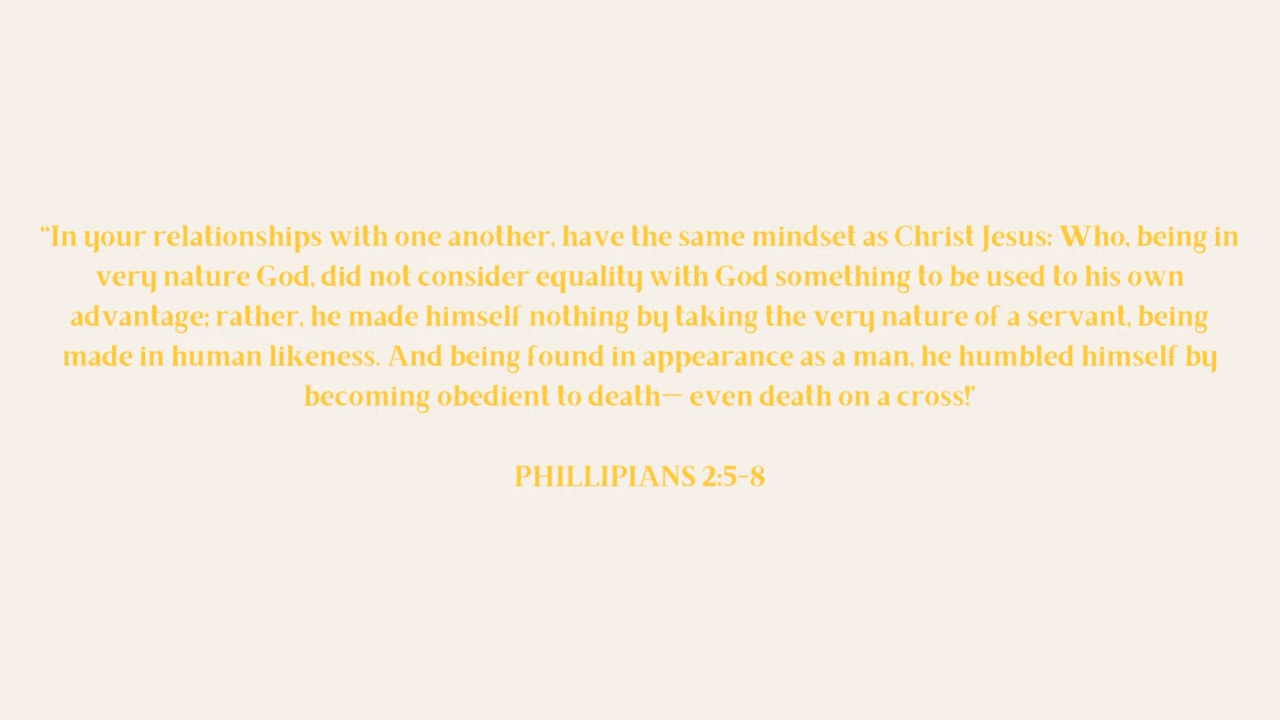 “In your relationships with one another, have the same mindset as Christ Jesus: Who, being in
very nature God, did not consider equality with God something to be used to his own
advantage; rather, he made himself nothing by taking the very nature of a servant, being
made in human likeness. And being found in appearance as a man, he humbled himself by
becoming obedient to death— even death on a cross!”
PHILLIPIANS 2:5-8